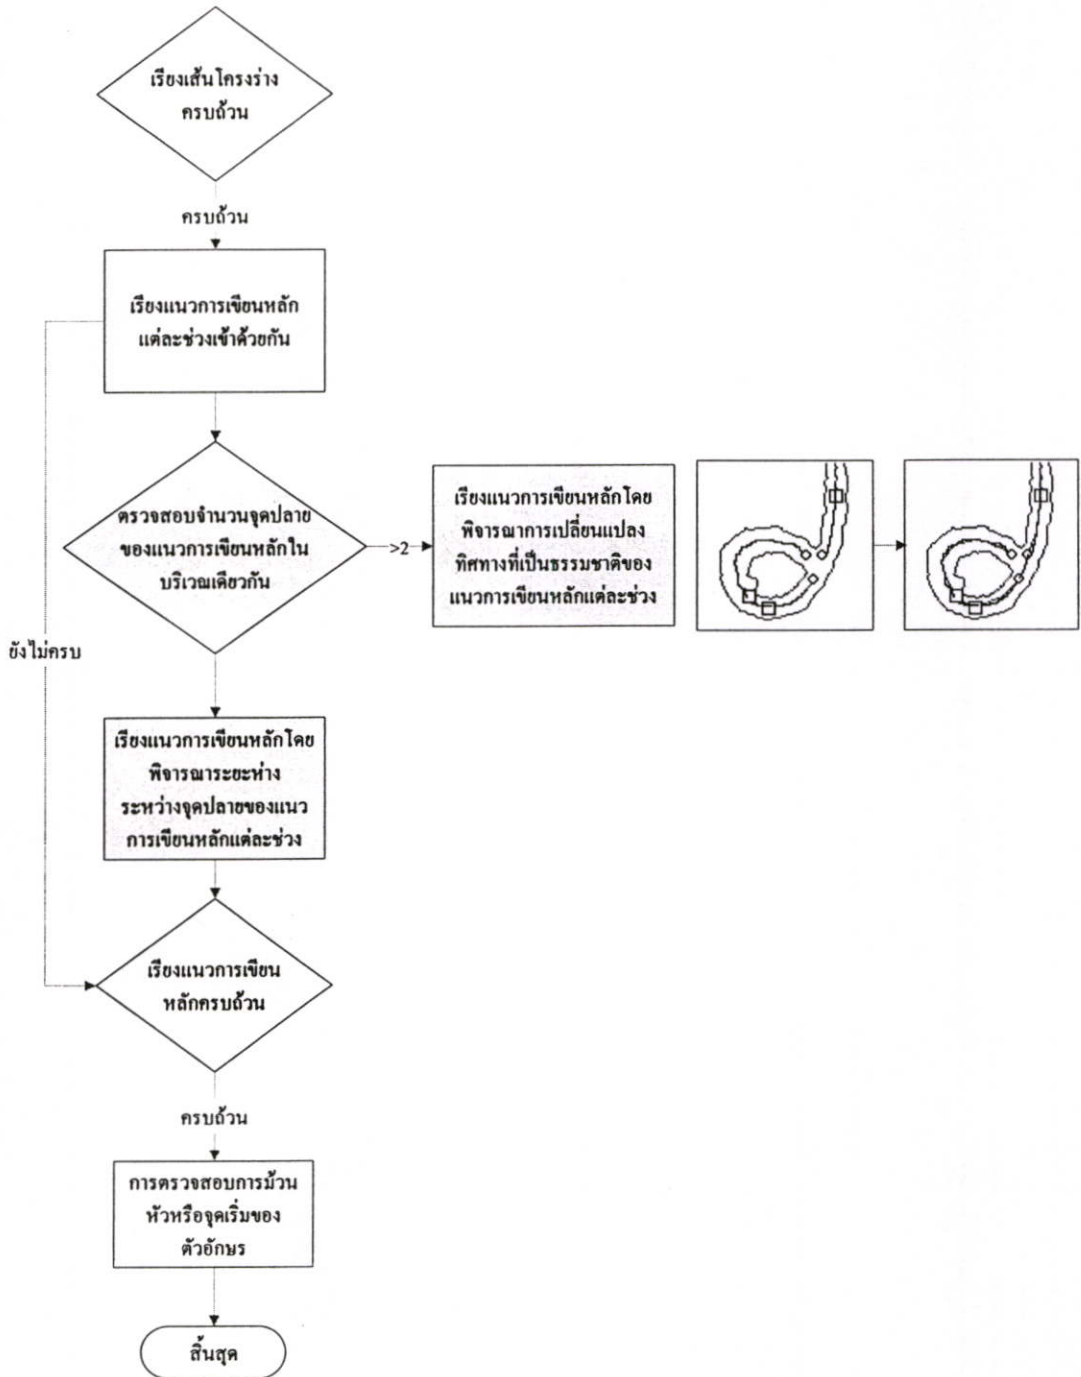 เรียงเส้นโครงร่าง
ครบถ้วน
ครบถ้วน
เรียงแนวการเขียนหลัก
แต่ละช่วงเข้าด้วยกัน
ตรวจสอบจำนวนจุดปลาย
ของแนวการเขียนหลักใน
บริเวณเดียวกัน
>2
เรียงแนวการเขียนหลักโดย
พิจารณาการเปลี่ยนแปลง
ทิศทางที่เป็นธรรมชาติของ
แนวการเขียนหลักแต่ละช่วง
ยังไม่ครบ
เรียงแนวการเขียนหลักโดย
พิจารณาระยะห่าง
ระหว่างจุดปลายของแนว
การเขียนหลักแต่ละช่วง
เรียงแนวการเขียน
หลักครบถ้วน
ครบถ้วน
การตรวจสอบการม้วน
หัวหรือจุดเริ่มของ
ตัวอักษร
สิ้นสุด